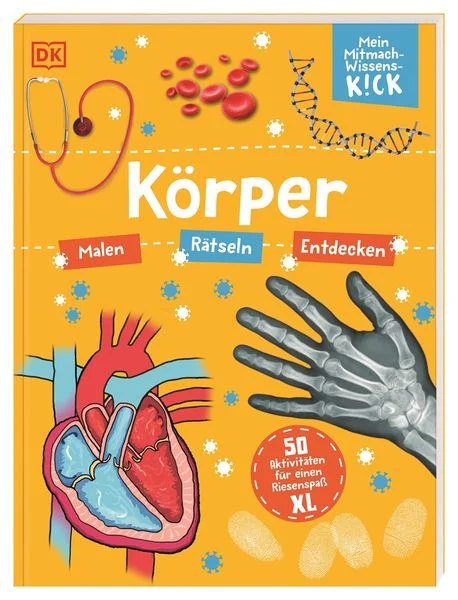 DK
Mein
Mitmach-
Wissens-
K!CK
Körper
Malen
Rätseln
Entdecken
50
Aktivitäten
für einen
Riesenspaß
XL